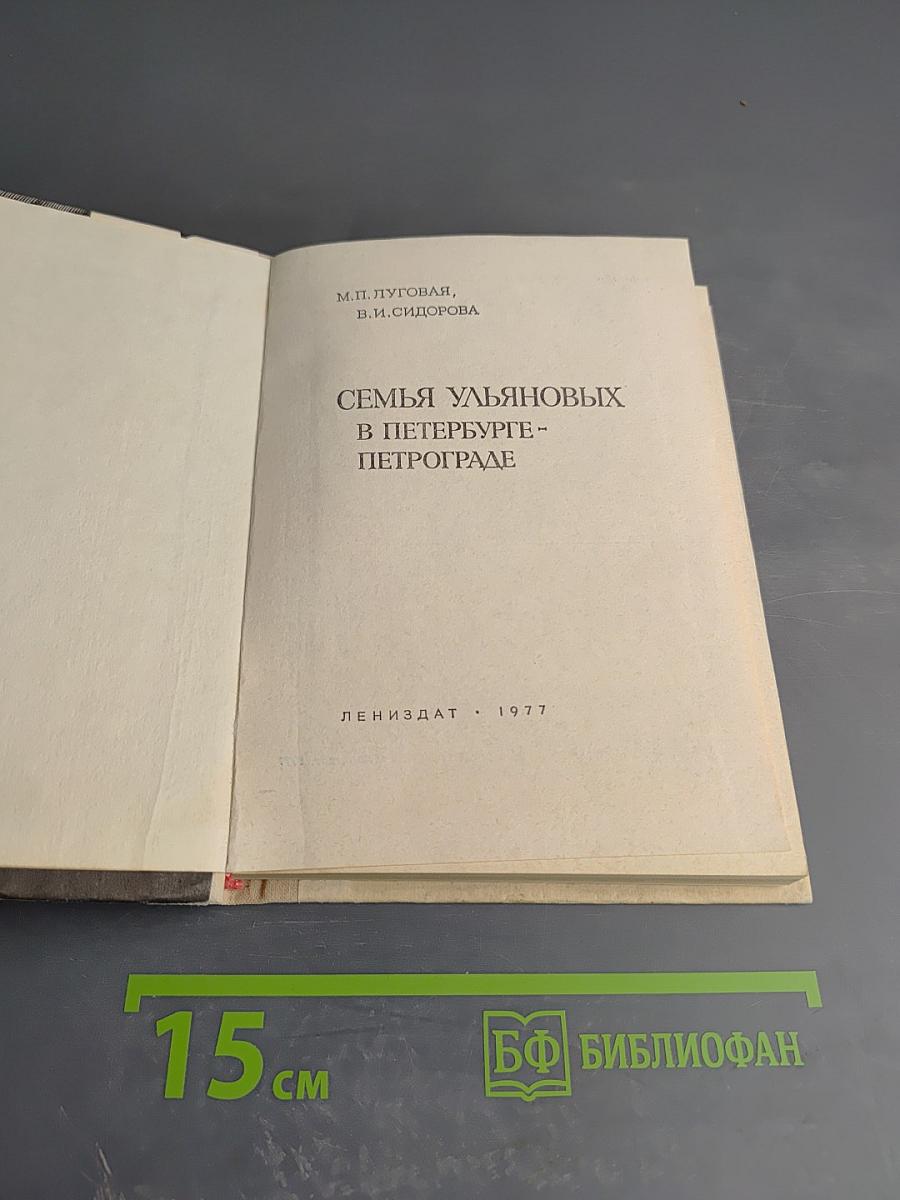 М.П.ЛУГОВАЯ,
В.И.СИДОРОВА
СЕМЬЯ УЛЬЯНОВЫХ
В ПЕТЕРБУРГЕ-
ПЕТРОГРАДЕ
ЛЕНИЗДАТ • 1977
15 см
БФ БИБЛИОФАН